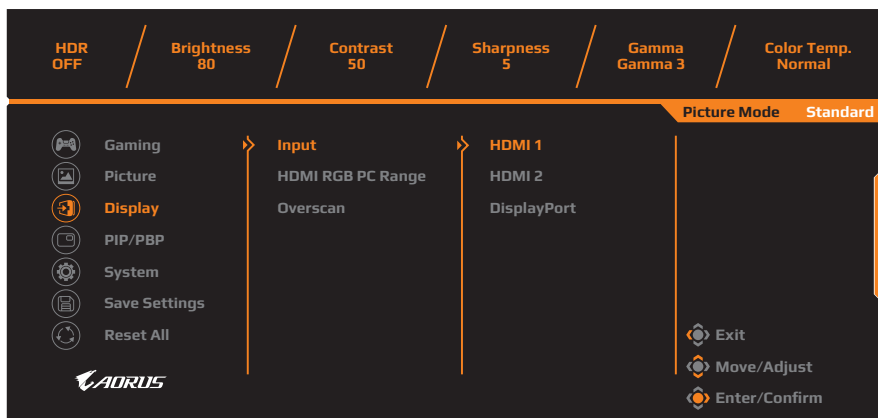 HDR
OFF
Brightness
80
Contrast
50
Sharpness
5
Gamma
Gamma 3
Color Temp.
Normal
Picture Mode Standard
Gaming
Picture
Display
PIP/PBP
System
Save Settings
Reset All
Input
HDMI RGB PC Range
Overscan
HDMI 1
HDMI 2
DisplayPort
Exit
Move/Adjust
Enter/Confirm
AORUS